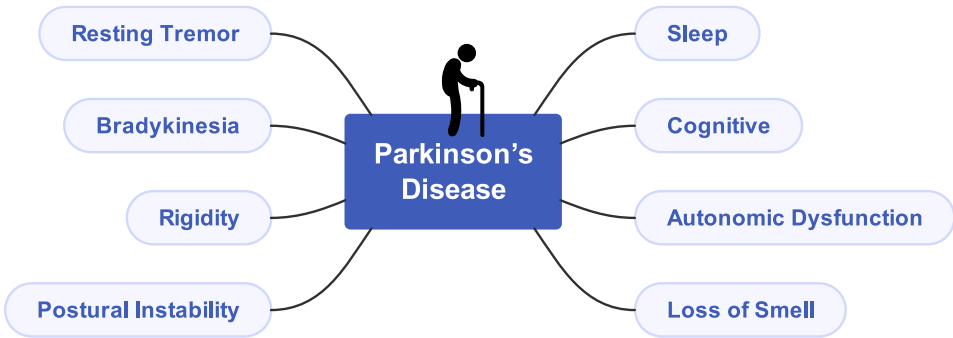 Resting Tremor
Bradykinesia
Rigidity
Postural Instability
Parkinson's
Disease
Sleep
Cognitive
Autonomic Dysfunction
Loss of Smell